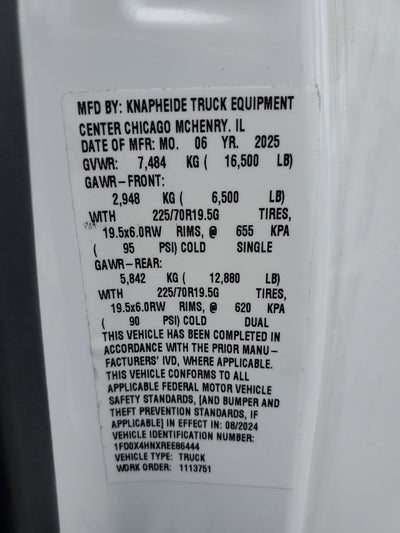 MFD BY: KNAPHEIDE TRUCK EQUIPMENT
CENTER CHICAGO MCHENRY. IL
DATE OF MFR: MO. 06 YR. 2025
GVWR: 7,484 KG ( 16,500 LB)
GAWR-FRONT:
2,948 KG ( 6,500 LB)
WITH 225/70R19.5G TIRES,
19.5x6.0RW RIMS, @ 655 KPA
( 95 PSI) COLD SINGLE
GAWR-REAR:
5,842 KG ( 12,880 LB)
WITH 225/70R19.5G TIRES,
19.5x6.0RW RIMS, @ 620 KPA
( 90 PSI) COLD DUAL
THIS VEHICLE HAS BEEN COMPLETED IN
ACCORDANCE WITH THE PRIOR MANU-
FACTURERS' IVD, WHERE APPLICABLE.
THIS VEHICLE CONFORMS TO ALL
APPLICABLE FEDERAL MOTOR VEHICLE
SAFETY STANDARDS, [AND BUMPER AND
THEFT PREVENTION STANDARDS, IF
APPLICABLE] IN EFFECT IN: 08/2024
VEHICLE IDENTIFICATION NUMBER:
1FD0X4HNXREE86444
VEHICLE TYPE: TRUCK
WORK ORDER: 1113751